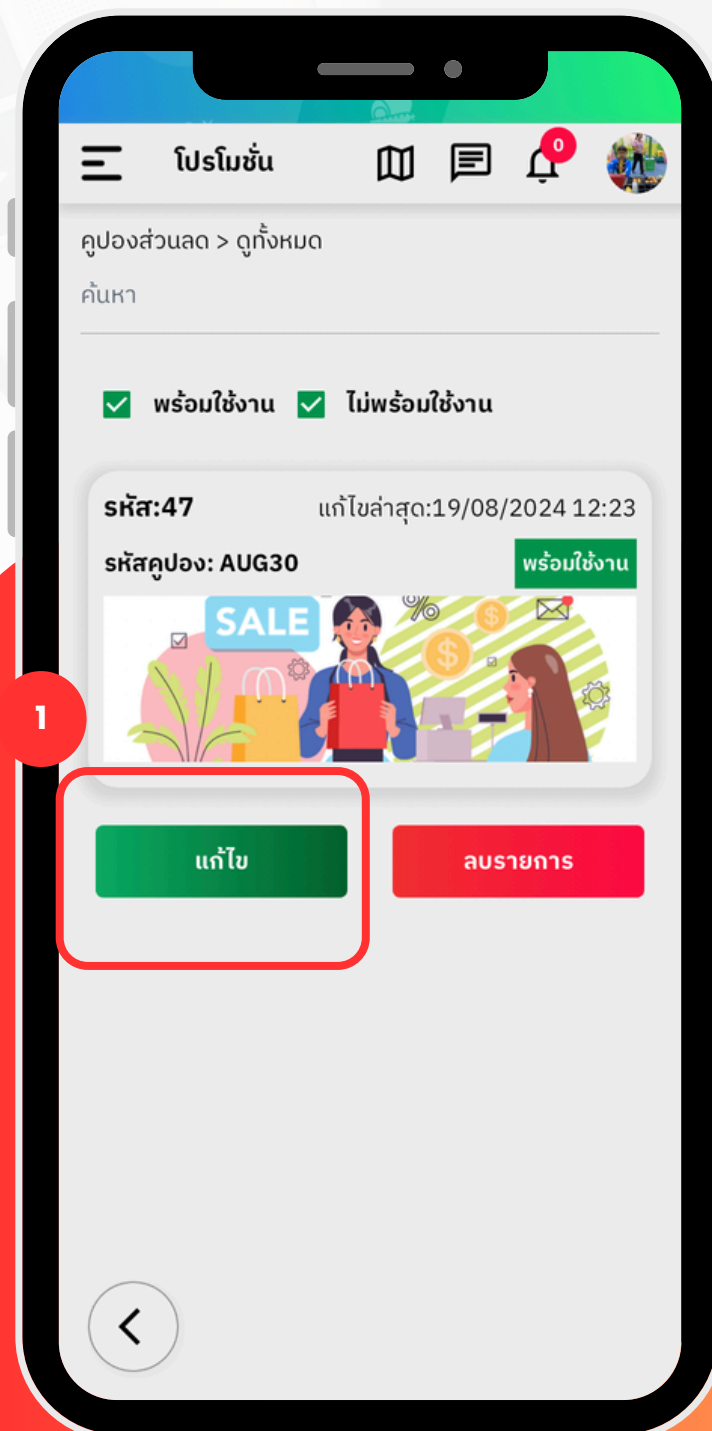 โปรโมชั่น
0
คูปองส่วนลด > ดูทั้งหมด
ค้นหา
พร้อมใช้งาน ไม่พร้อมใช้งาน
รหัส:47 แก้ไขล่าสุด:19/08/2024 12:23
รหัสคูปอง: AUG30 พร้อมใช้งาน
SALE % $
$
1
แก้ไข ลบรายการ